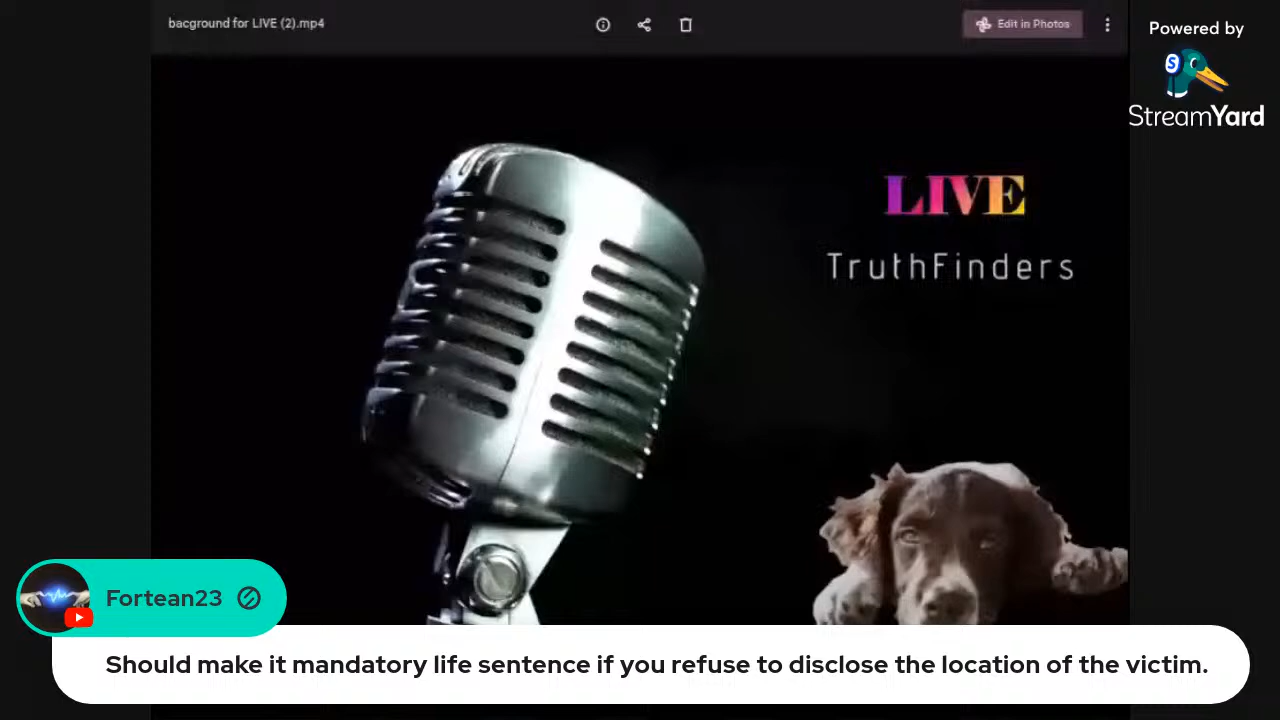 bacground for LIVE (2).mp4
Edit in Photos
Powered by
S
StreamYard
LIVE
TruthFinders
Fortean23
Should make it mandatory life sentence if you refuse to disclose the location of the victim.